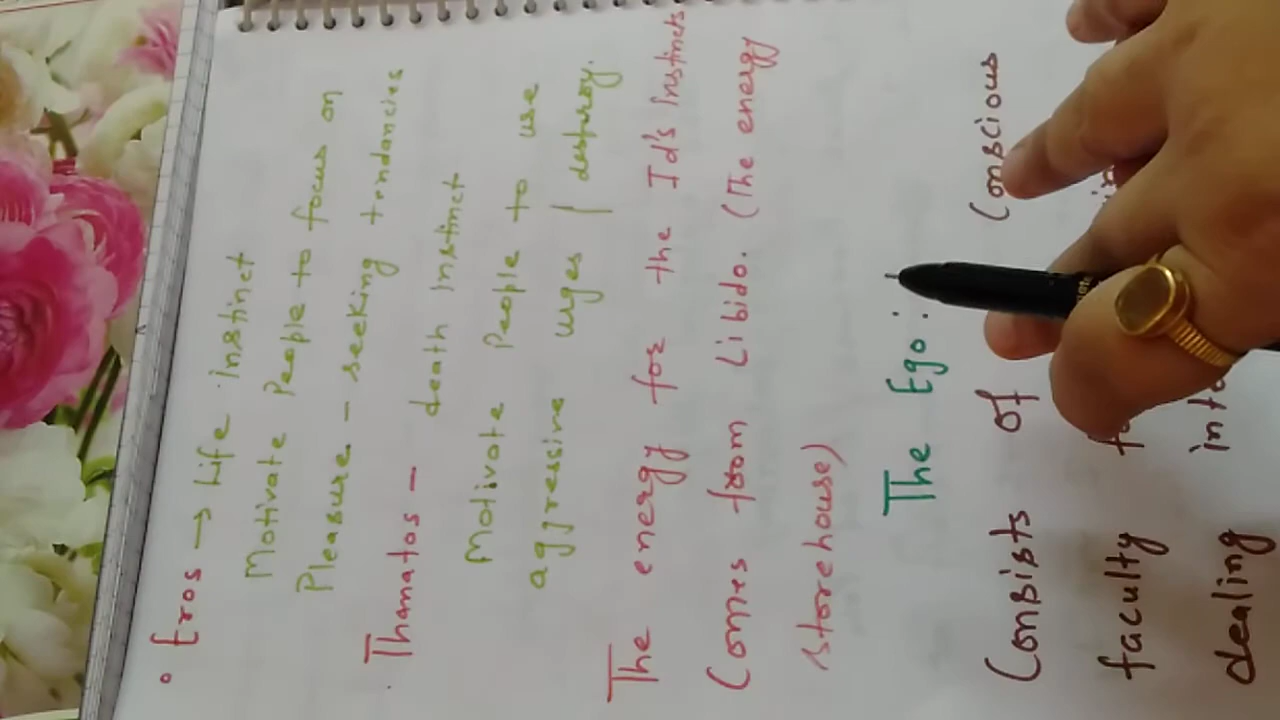 • Eros → Life instinct
Motivate People to focus on
Pleasure - seeking tendancies
. Thanatos - death instinct
Motivate People to use
aggressive urges / destroy.
The energy for the Id's instincts
Comes from Libido. (The energy
storehouse)
The Ego:
Consists of Conscious
faculty
dealing